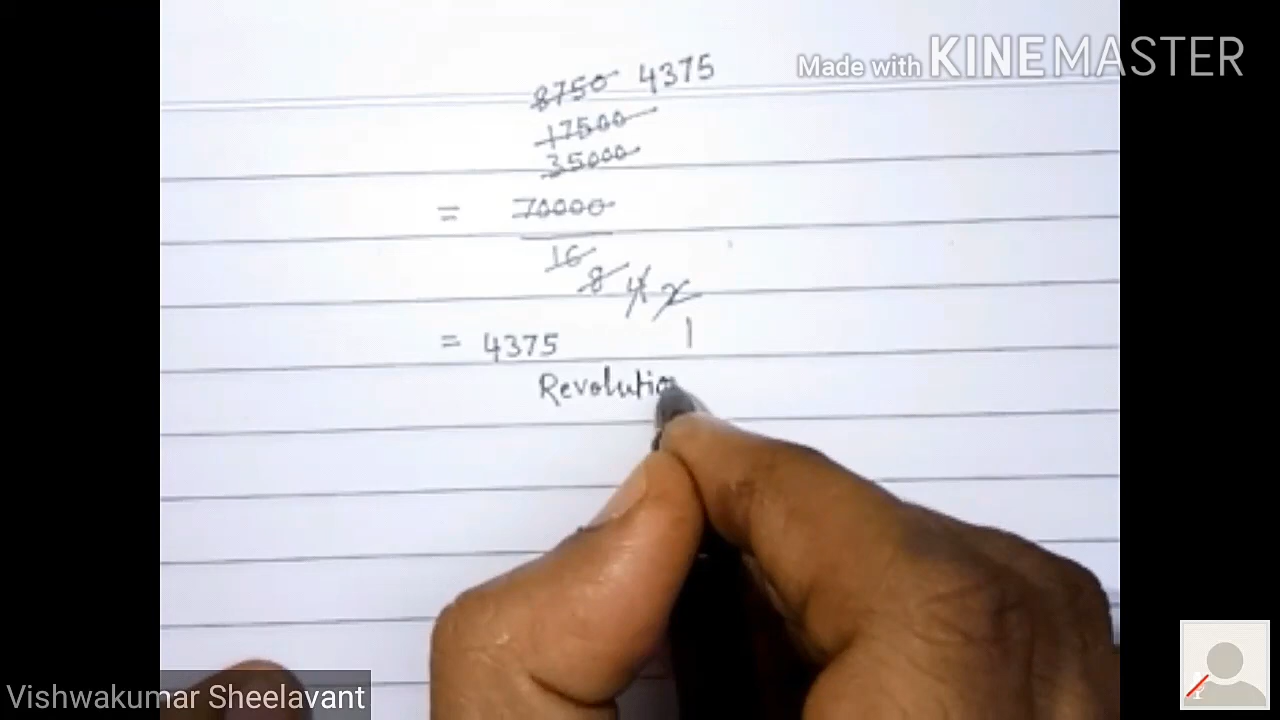 Made with KINEMASTER
8750 4375
17500
35000
= 70000
16
8 4 2
1
= 4375
Revolutio
Vishwakumar Sheelavant